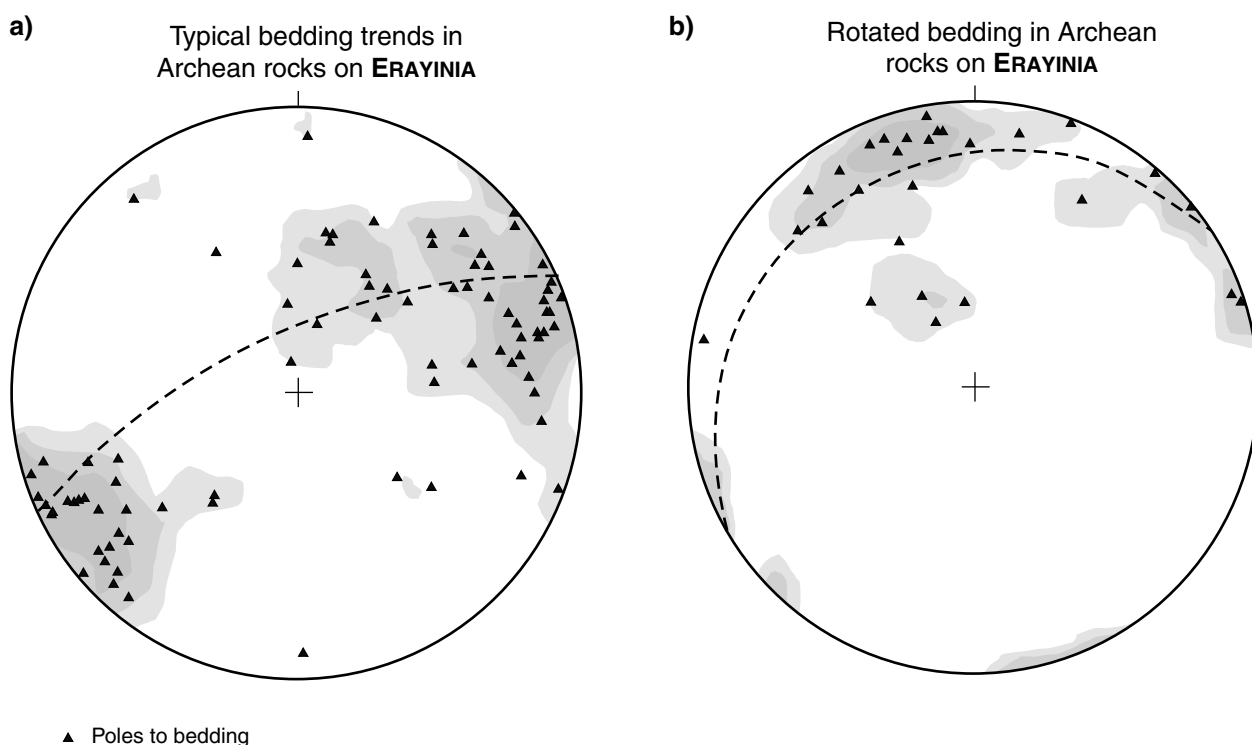 a)
Typical bedding trends in
Archean rocks on ERAYINIA
b)
Rotated bedding in Archean
rocks on ERAYINIA
Poles to bedding